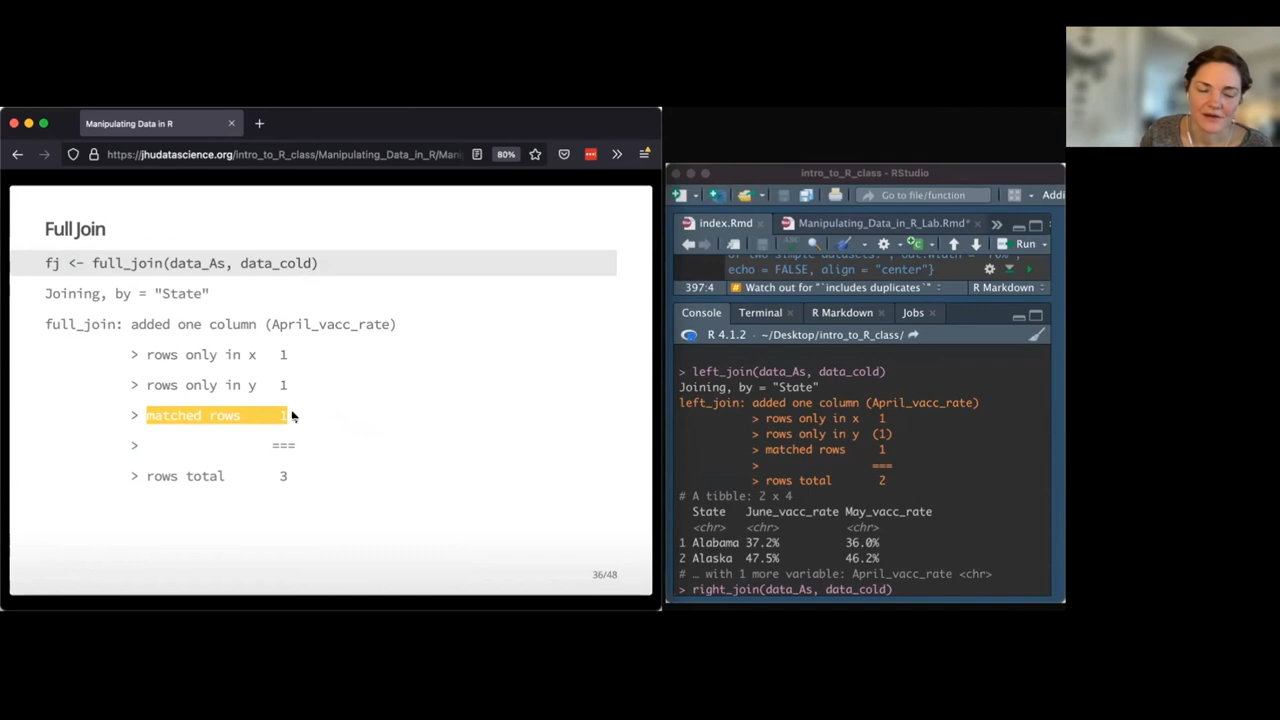 Manipulating Data in R
https://jhudatascience.org/intro_to_R_class/Manipulating_Data_in_R/Mani
80%
Full Join
fj <- full_join(data_As, data_cold)
Joining, by = "State"
full_join: added one column (April_vacc_rate)
> rows only in x 1
> rows only in y 1
> matched rows 1
> ===
> rows total 3
36/48
intro_to_R_class - RStudio
Go to file/function
Addi
index.Rmd
Manipulating_Data_in_R_Lab.Rmd*
Run
echo = FALSE, align = "center"}
397:4
# Watch out for "`includes duplicates`"
R Markdown
Console
Terminal
R Markdown
Jobs
R 4.1.2 · ~/Desktop/intro_to_R_class/
> left_join(data_As, data_cold)
Joining, by = "State"
left_join: added one column (April_vacc_rate)
> rows only in x 1
> rows only in y (1)
> matched rows 1
> ===
> rows total 2
# A tibble: 2 x 4
State June_vacc_rate May_vacc_rate
<chr> <chr> <chr>
1 Alabama 37.2% 36.0%
2 Alaska 47.5% 46.2%
# … with 1 more variable: April_vacc_rate <chr>
> right_join(data_As, data_cold)